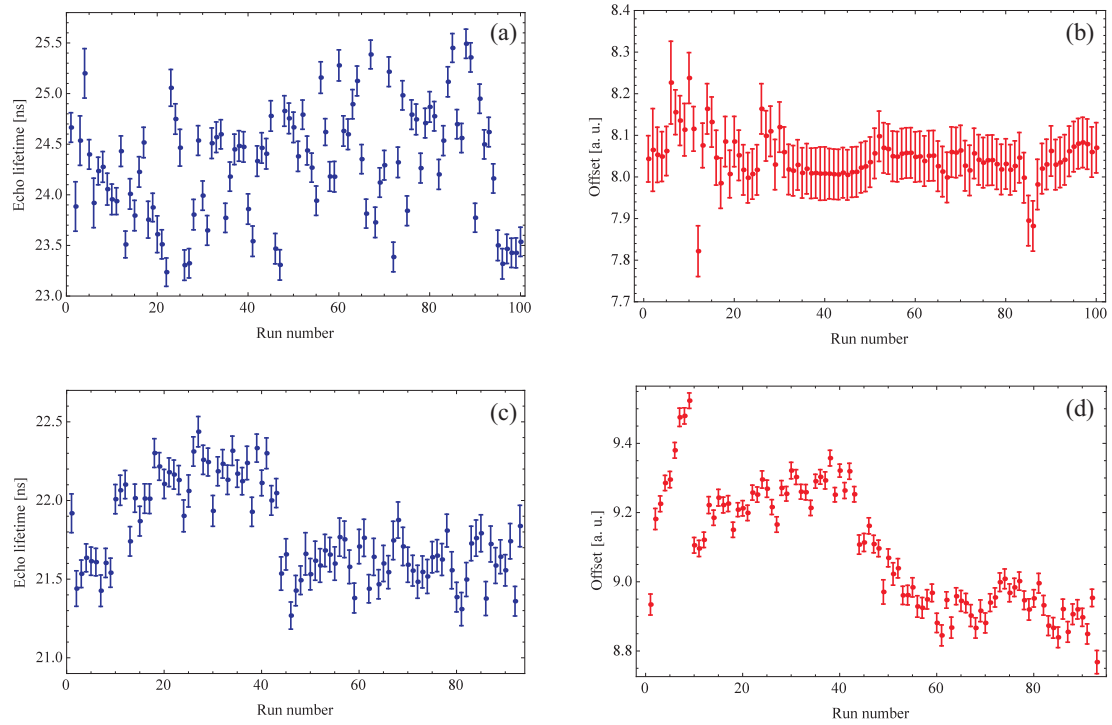 (a)
Echo lifetime [ns]
25.5
25.0
24.5
24.0
23.5
23.0
0 20 40 60 80 100
Run number
(b)
Offset [a. u.]
8.4
8.3
8.2
8.1
8.0
7.9
7.8
7.7
0 20 40 60 80 100
Run number
(c)
Echo lifetime [ns]
22.5
22.0
21.5
21.0
0 20 40 60 80
Run number
(d)
Offset [a. u.]
9.4
9.2
9.0
8.8
0 20 40 60 80
Run number